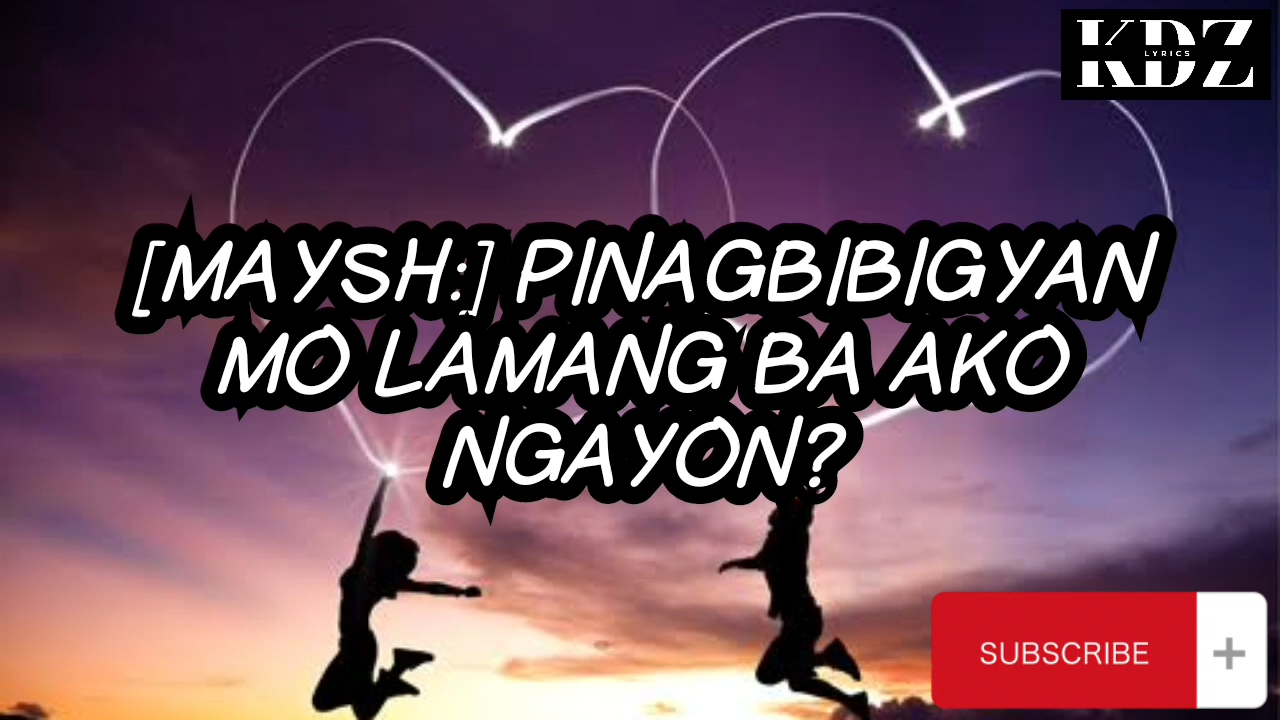 KDZ
LYRICS
[MAYSH:] PINAGBIBIGYAN
MO LAMANG BA AKO
NGAYON?
SUBSCRIBE +